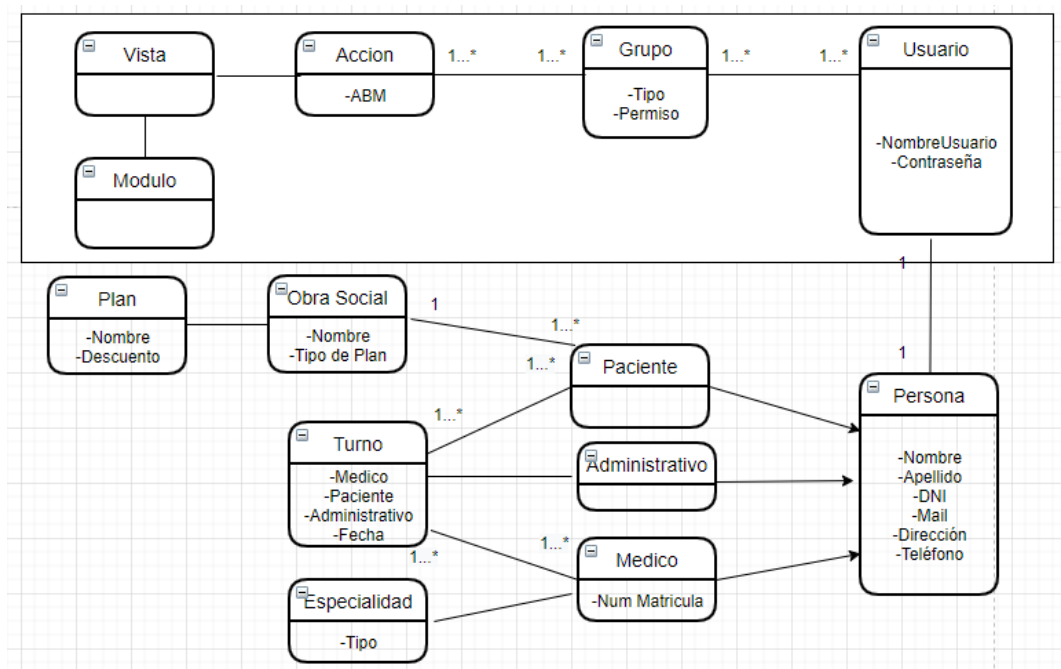 Vista
Accion
-ABM
1...*
1...*
Grupo
-Tipo
-Permiso
1...*
1...*
Usuario
-NombreUsuario
-Contraseña
Modulo
1
1
Plan
-Nombre
-Descuento
Obra Social
-Nombre
-Tipo de Plan
1
1...*
1...*
Paciente
Persona
-Nombre
-Apellido
-DNI
-Mail
-Dirección
-Teléfono
1...*
Turno
-Medico
-Paciente
-Administrativo
-Fecha
Administrativo
1...*
1...*
Medico
-Num Matricula
Especialidad
-Tipo